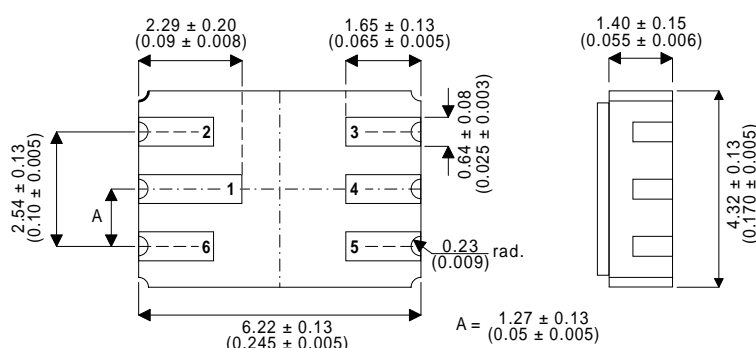 2.29 ± 0.20
(0.09 ± 0.008)
1.65 ± 0.13
(0.065 ± 0.005)
1.40 ± 0.15
(0.055 ± 0.006)
2
3
0.64 ± 0.08
(0.025 ± 0.003)
2.54 ± 0.13
(0.10 ± 0.005)
A
1
4
4.32 ± 0.13
(0.170 ± 0.005)
6
5
0.23 rad.
(0.009)
6.22 ± 0.13
(0.245 ± 0.005)
A = 1.27 ± 0.13
(0.05 ± 0.005)